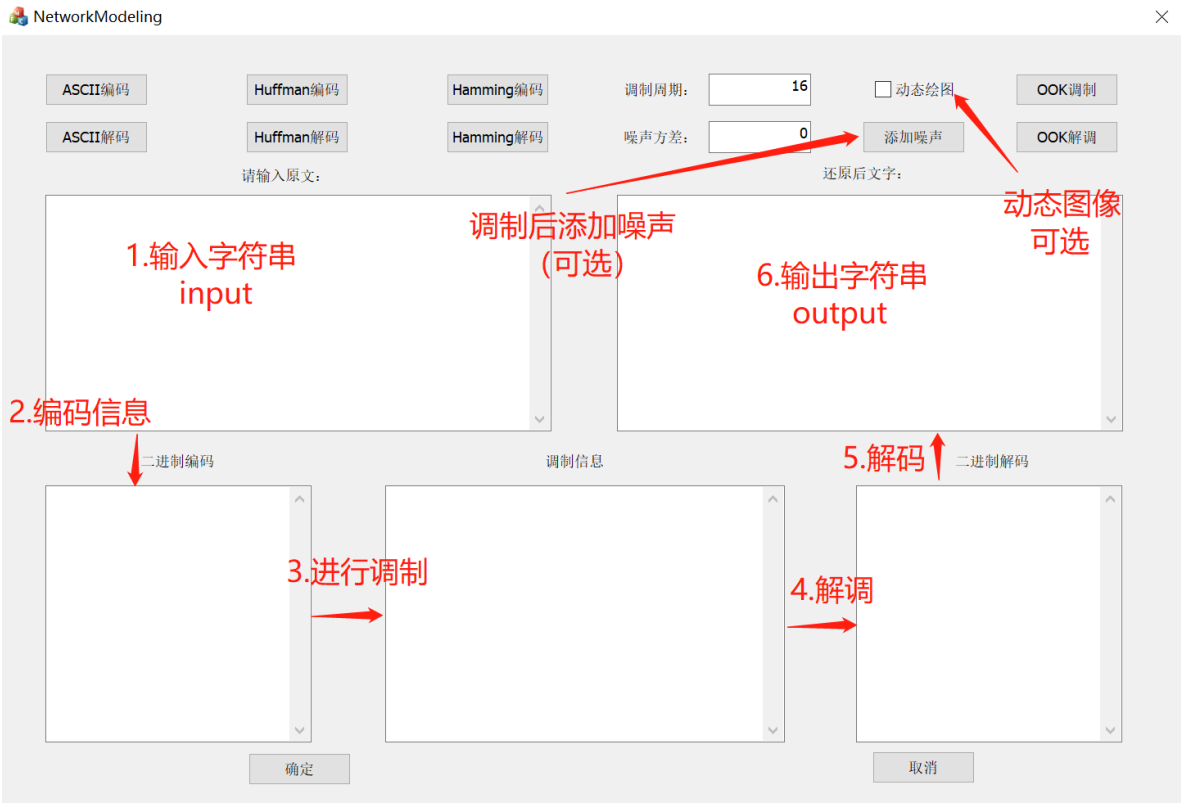 NetworkModeling
ASCII编码
Huffman编码
Hamming编码
调制周期：
16
动态绘图
OOK调制
ASCII解码
Huffman解码
Hamming解码
噪声方差：
0
添加噪声
OOK解调
请输入原文：
还原后文字：
调制后添加噪声
(可选)
动态图像
可选
1.输入字符串
input
6.输出字符串
output
2.编码信息
二进制编码
调制信息
5.解码
二进制解码
3.进行调制
4.解调
确定
取消